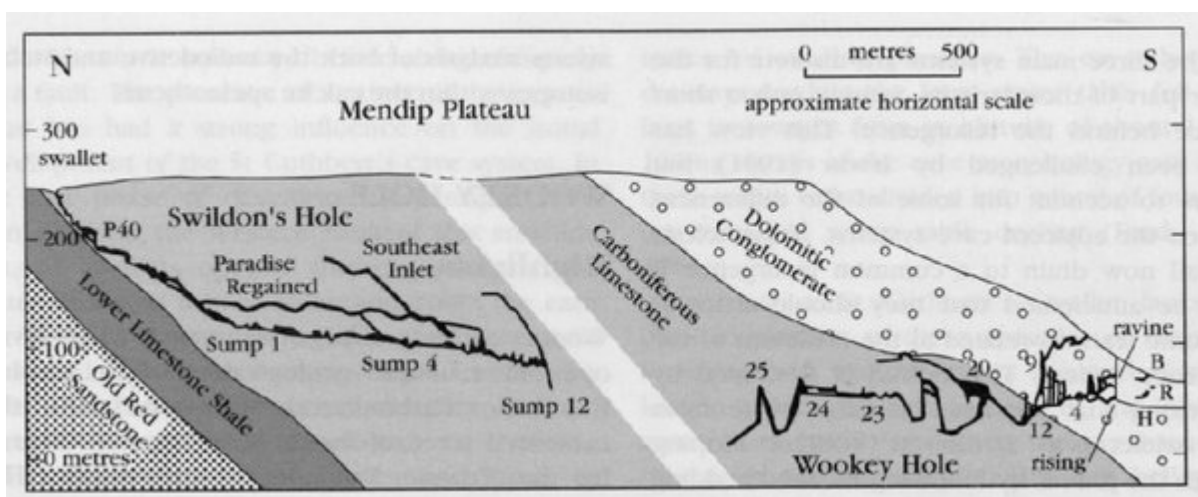 N
0 metres 500
S
Mendip Plateau
approximate horizontal scale
300
swallet
Swildon's Hole
P40
200
Southeast
Inlet
Paradise
Regained
Dolomitic
Conglomerate
Carboniferous
Limestone
Lower Limestone Shale
Sump 1
Sump 4
Sump 12
100
Old Red
Sandstone
0 metres
ravine
B
R
H
25
24
23
20
9
12
4
rising
Wookey Hole